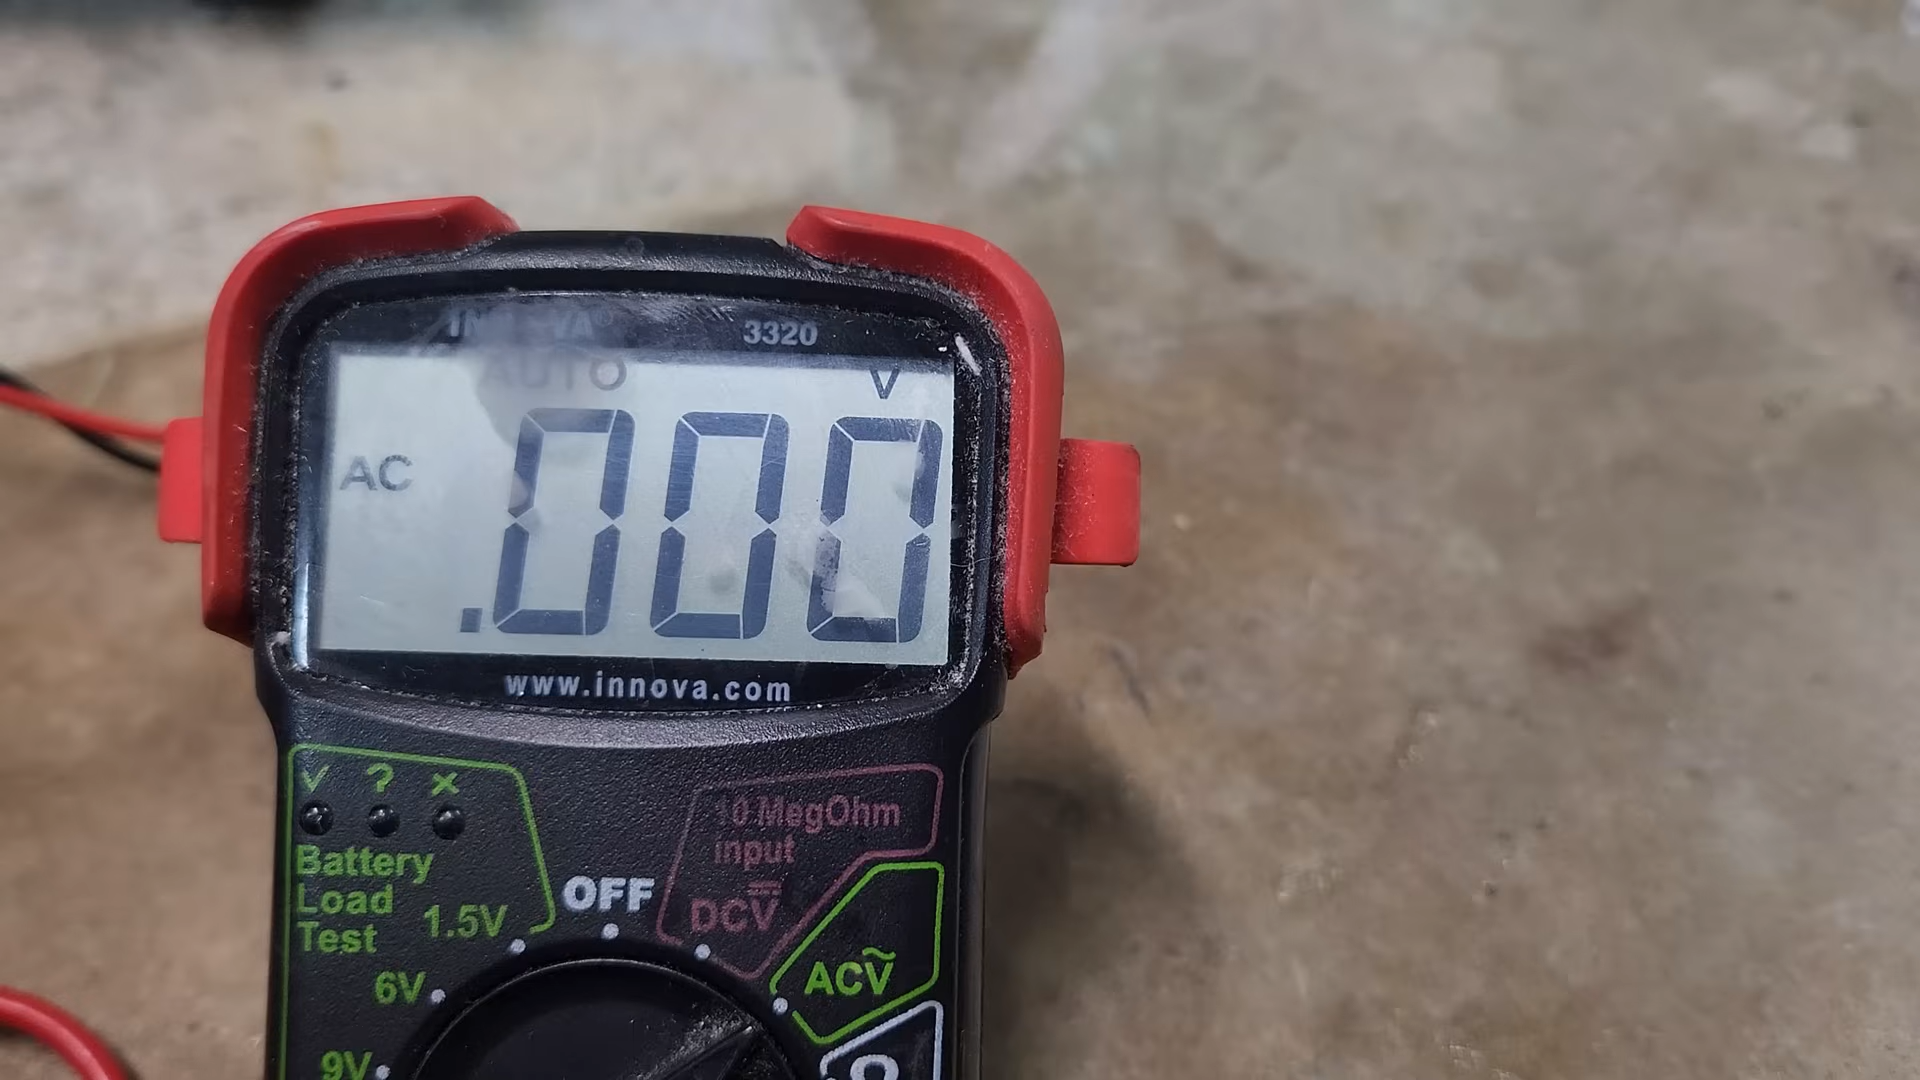 INNOVA® 3320
AUTO V
AC .000
www.innova.com
√ ? ×
Battery
Load
Test
1.5V
6V
9V
OFF
10 MegOhm
input
DCV
ACV
Ω